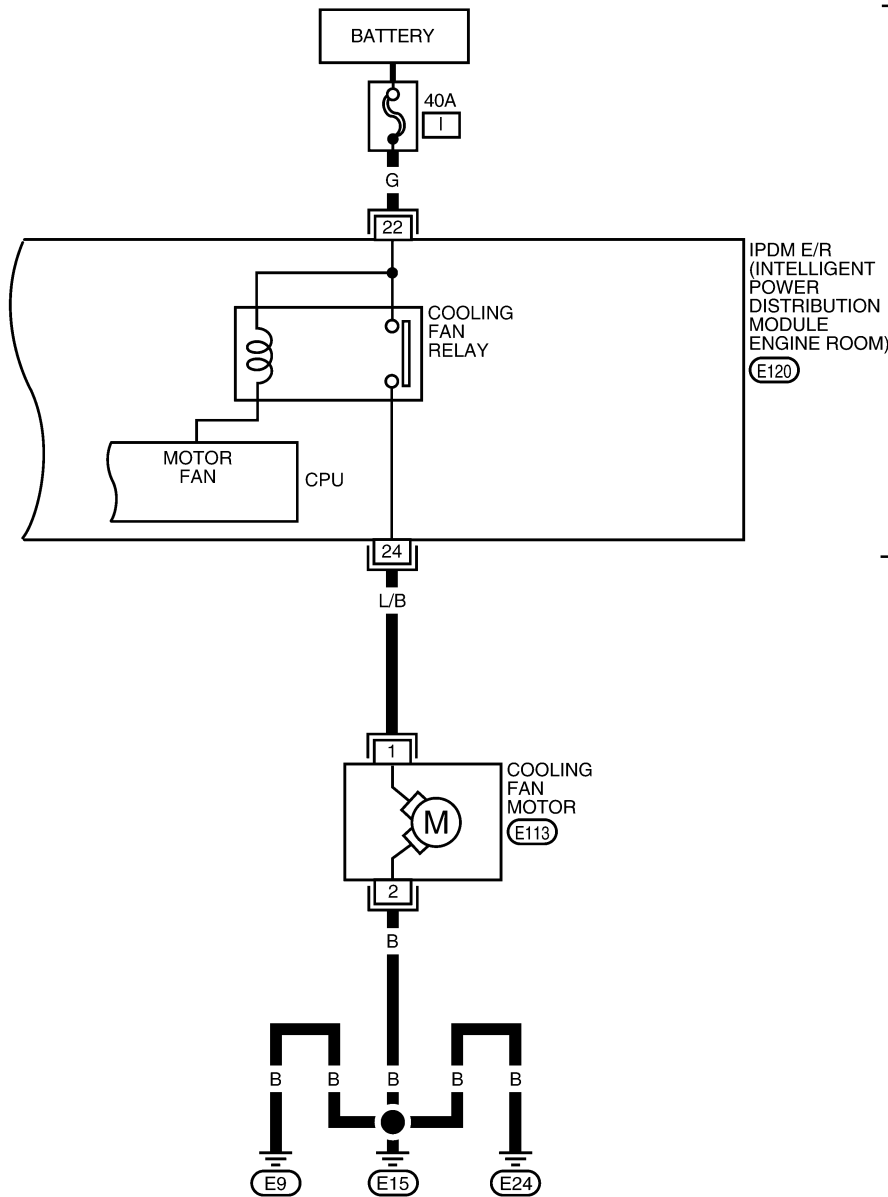 BATTERY
40A
I
G
22
IPDM E/R
(INTELLIGENT
POWER
DISTRIBUTION
MODULE
ENGINE ROOM)
E120
COOLING
FAN
RELAY
MOTOR
FAN
CPU
24
L/B
1
COOLING
FAN
MOTOR
E113
M
2
B
B B B B B
E9 E15 E24